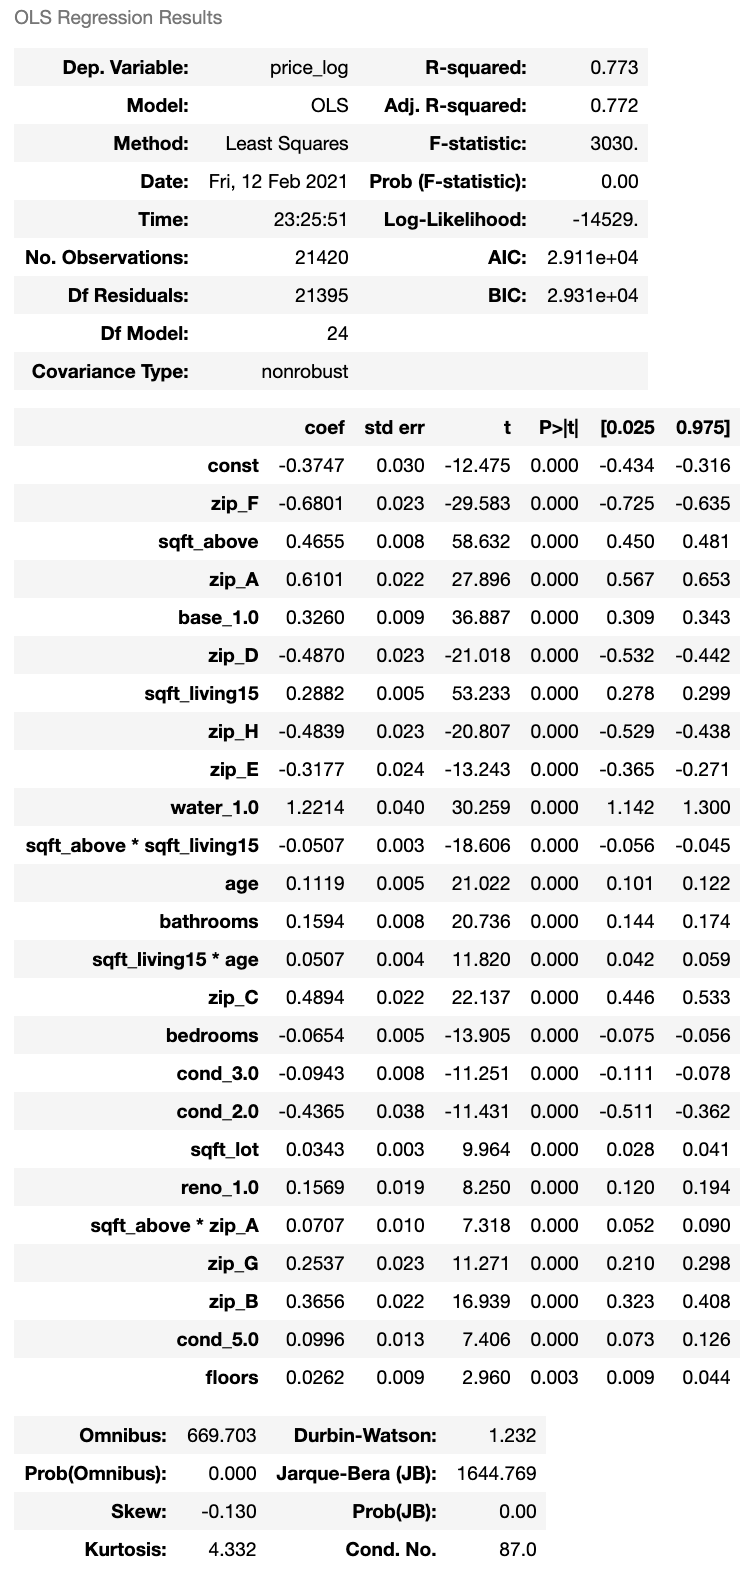 OLS Regression Results
Dep. Variable: price_log R-squared: 0.773
Model: OLS Adj. R-squared: 0.772
Method: Least Squares F-statistic: 3030.
Date: Fri, 12 Feb 2021 Prob (F-statistic): 0.00
Time: 23:25:51 Log-Likelihood: -14529.
No. Observations: 21420 AIC: 2.911e+04
Df Residuals: 21395 BIC: 2.931e+04
Df Model: 24
Covariance Type: nonrobust
coef std err t P>|t| [0.025 0.975]
const -0.3747 0.030 -12.475 0.000 -0.434 -0.316
zip_F -0.6801 0.023 -29.583 0.000 -0.725 -0.635
sqft_above 0.4655 0.008 58.632 0.000 0.450 0.481
zip_A 0.6101 0.022 27.896 0.000 0.567 0.653
base_1.0 0.3260 0.009 36.887 0.000 0.309 0.343
zip_D -0.4870 0.023 -21.018 0.000 -0.532 -0.442
sqft_living15 0.2882 0.005 53.233 0.000 0.278 0.299
zip_H -0.4839 0.023 -20.807 0.000 -0.529 -0.438
zip_E -0.3177 0.024 -13.243 0.000 -0.365 -0.271
water_1.0 1.2214 0.040 30.259 0.000 1.142 1.300
sqft_above * sqft_living15 -0.0507 0.003 -18.606 0.000 -0.056 -0.045
age 0.1119 0.005 21.022 0.000 0.101 0.122
bathrooms 0.1594 0.008 20.736 0.000 0.144 0.174
sqft_living15 * age 0.0507 0.004 11.820 0.000 0.042 0.059
zip_C 0.4894 0.022 22.137 0.000 0.446 0.533
bedrooms -0.0654 0.005 -13.905 0.000 -0.075 -0.056
cond_3.0 -0.0943 0.008 -11.251 0.000 -0.111 -0.078
cond_2.0 -0.4365 0.038 -11.431 0.000 -0.511 -0.362
sqft_lot 0.0343 0.003 9.964 0.000 0.028 0.041
reno_1.0 0.1569 0.019 8.250 0.000 0.120 0.194
sqft_above * zip_A 0.0707 0.010 7.318 0.000 0.052 0.090
zip_G 0.2537 0.023 11.271 0.000 0.210 0.298
zip_B 0.3656 0.022 16.939 0.000 0.323 0.408
cond_5.0 0.0996 0.013 7.406 0.000 0.073 0.126
floors 0.0262 0.009 2.960 0.003 0.009 0.044
Omnibus: 669.703 Durbin-Watson: 1.232
Prob(Omnibus): 0.000 Jarque-Bera (JB): 1644.769
Skew: -0.130 Prob(JB): 0.00
Kurtosis: 4.332 Cond. No. 87.0